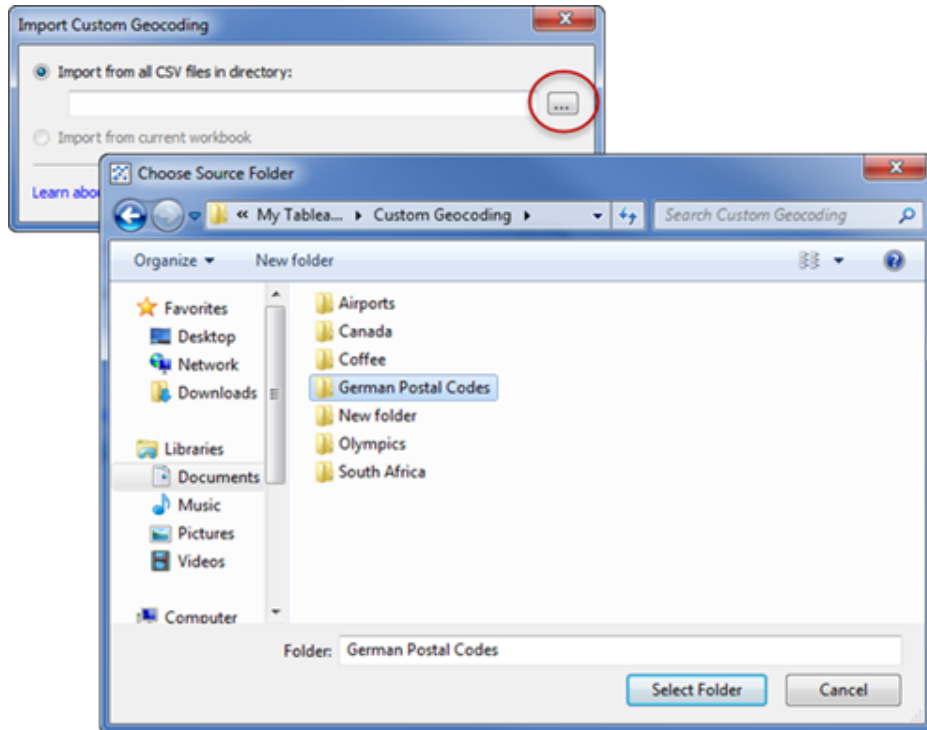 Import Custom Geocoding
Import from all CSV files in directory:
...
Import from current workbook
Learn abou
Choose Source Folder
« My Tablea... ▸ Custom Geocoding ▸
Search Custom Geocoding
Organize
New folder
Favorites
Desktop
Network
Downloads
Libraries
Documents
Music
Pictures
Videos
Computer
Airports
Canada
Coffee
German Postal Codes
New folder
Olympics
South Africa
Folder: German Postal Codes
Select Folder
Cancel